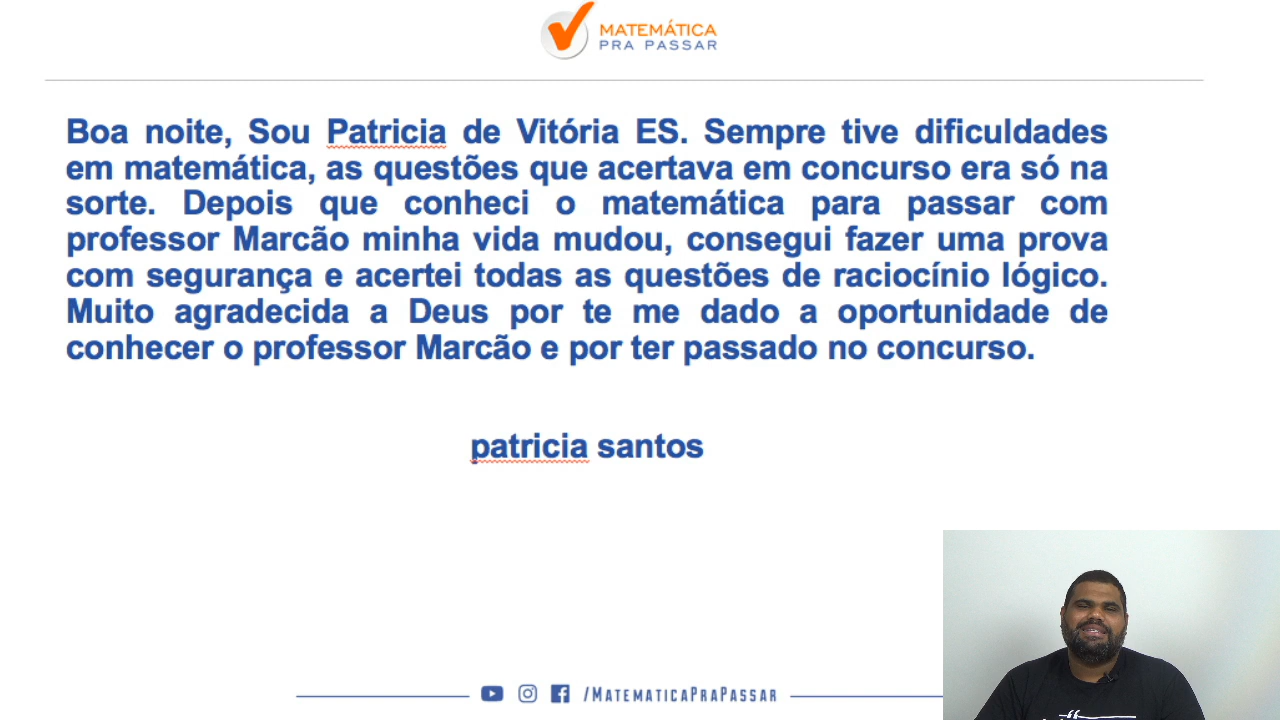 MATEMÁTICA
PRA PASSAR
Boa noite, Sou Patricia de Vitória ES. Sempre tive dificuldades
em matemática, as questões que acertava em concurso era só na
sorte. Depois que conheci o matemática para passar com
professor Marcão minha vida mudou, consegui fazer uma prova
com segurança e acertei todas as questões de raciocínio lógico.
Muito agradecida a Deus por te me dado a oportunidade de
conhecer o professor Marcão e por ter passado no concurso.
patricia santos
/MATEMATICAPRAPASSAR